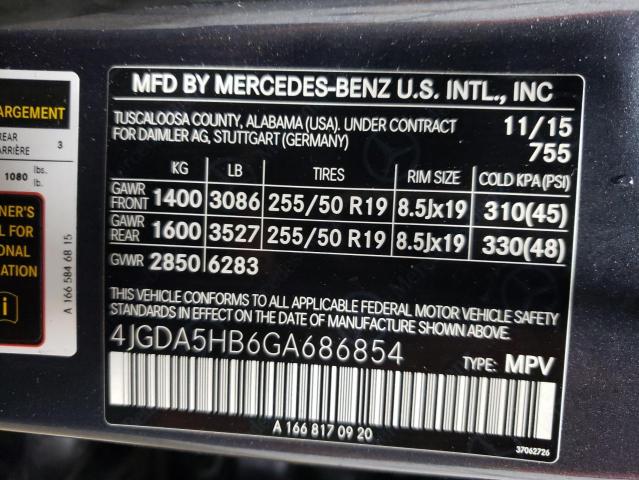 ARGEMENT
REAR 3
ARRIÈRE
1080 lbs.
lb.
NER'S
L FOR
ONAL
ATION
i
A 166 584 68 15
MFD BY MERCEDES-BENZ U.S. INTL., INC
TUSCALOOSA COUNTY, ALABAMA (USA). UNDER CONTRACT 11/15
FOR DAIMLER AG, STUTTGART (GERMANY) 755
KG LB TIRES RIM SIZE COLD KPA(PSI)
GAWR FRONT 1400 3086 255/50 R19 8.5Jx19 310(45)
GAWR REAR 1600 3527 255/50 R19 8.5Jx19 330(48)
GVWR 2850 6283
THIS VEHICLE CONFORMS TO ALL APPLICABLE FEDERAL MOTOR VEHICLE SAFETY
STANDARDS IN EFFECT ON THE DATE OF MANUFACTURE SHOWN ABOVE.
4JGDA5HB6GA686854 TYPE: MPV
A 166 817 09 20
37062726